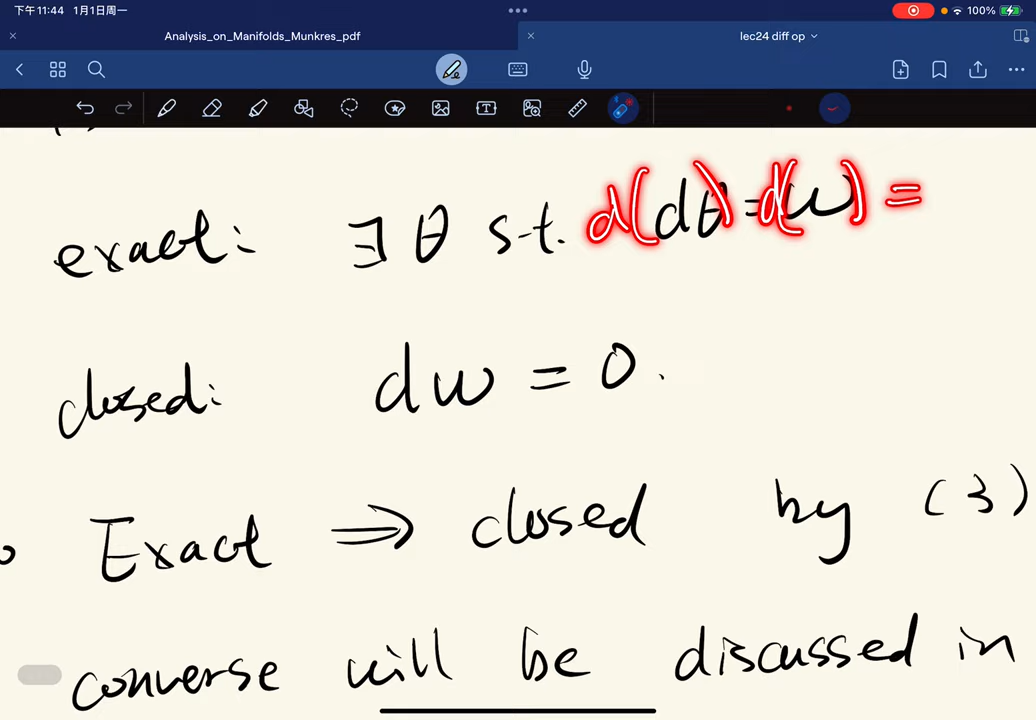 下午11:44 1月1日周一
100%
Analysis_on_Manifolds_Munkres_pdf
lec24 diff op
exact: ∃ θ s.t. d(dθ) = d(ω) =
closed: dω = 0.
Exact ⇒ closed by (3)
converse will be discussed in